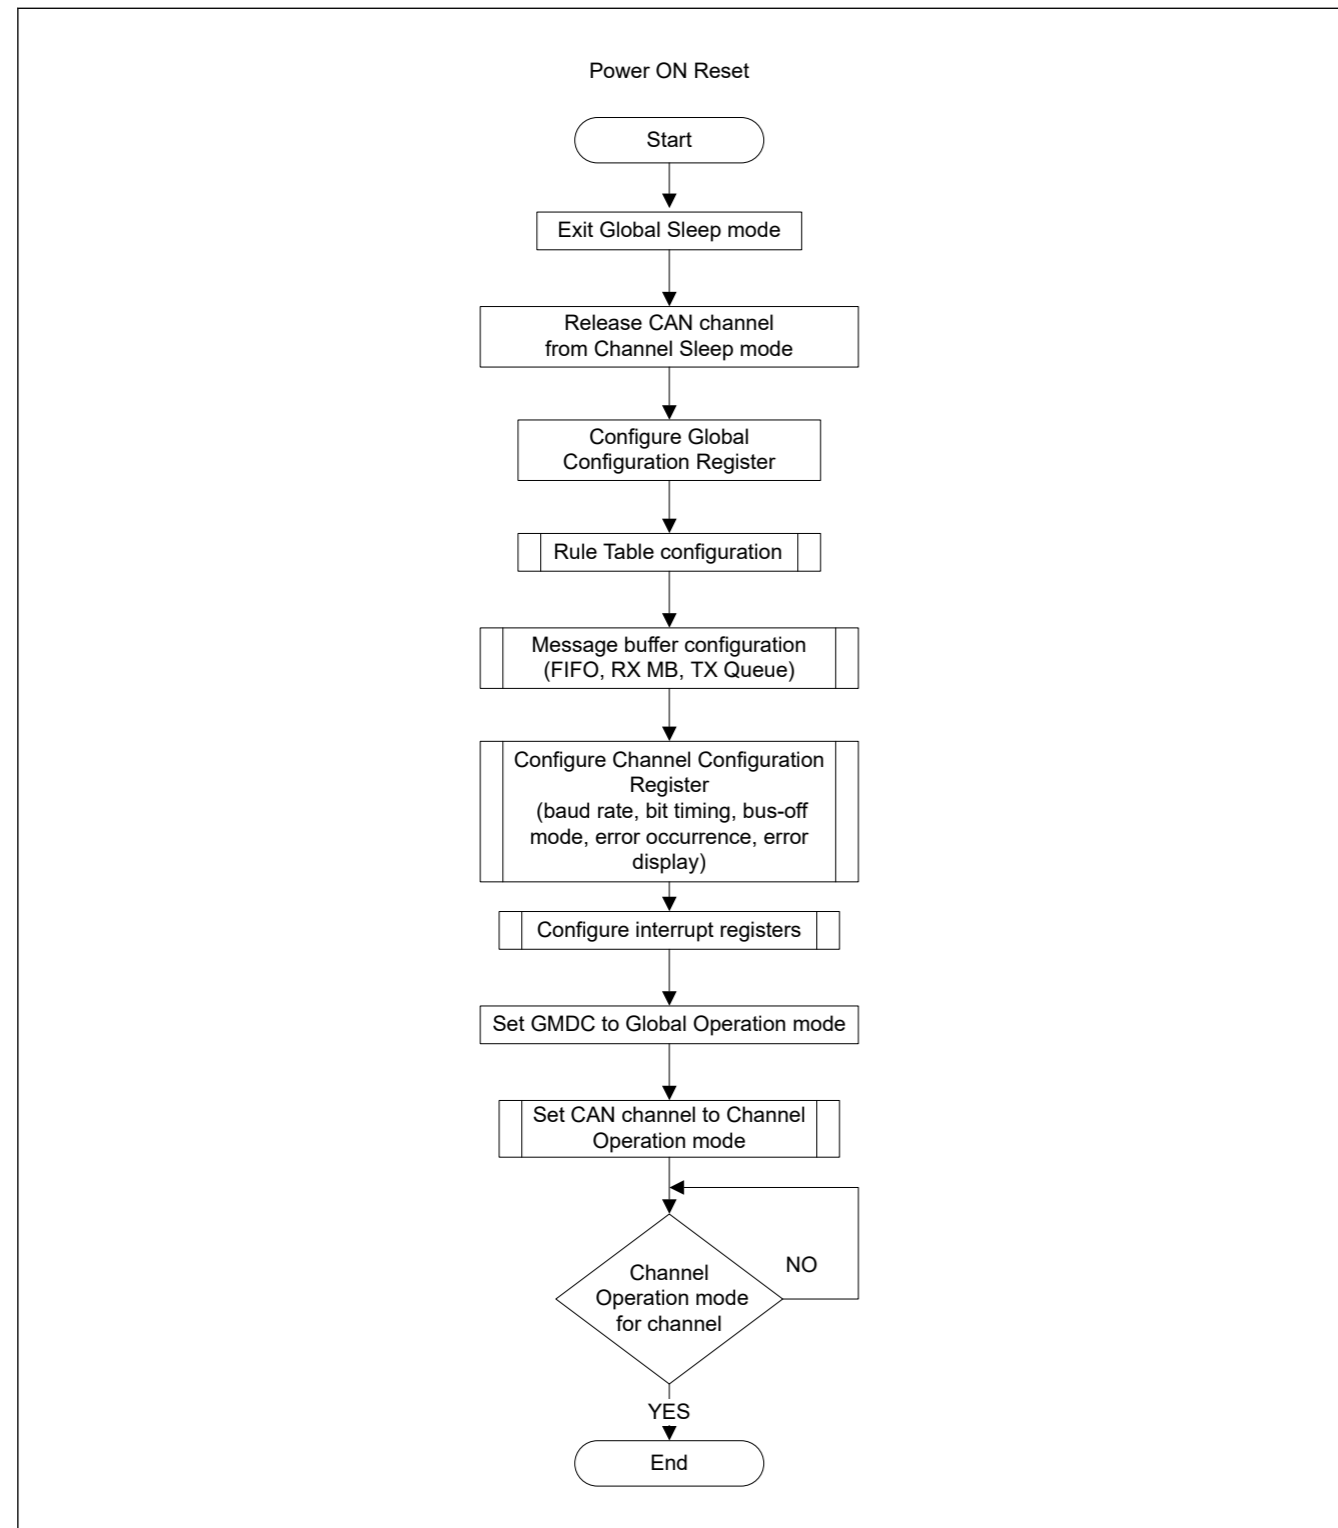 Power ON Reset
Start
Exit Global Sleep mode
Release CAN channel
from Channel Sleep mode
Configure Global
Configuration Register
Rule Table configuration
Message buffer configuration
(FIFO, RX MB, TX Queue)
Configure Channel Configuration
Register
(baud rate, bit timing, bus-off
mode, error occurrence, error
display)
Configure interrupt registers
Set GMDC to Global Operation mode
Set CAN channel to Channel
Operation mode
Channel
Operation mode
for channel
NO
YES
End